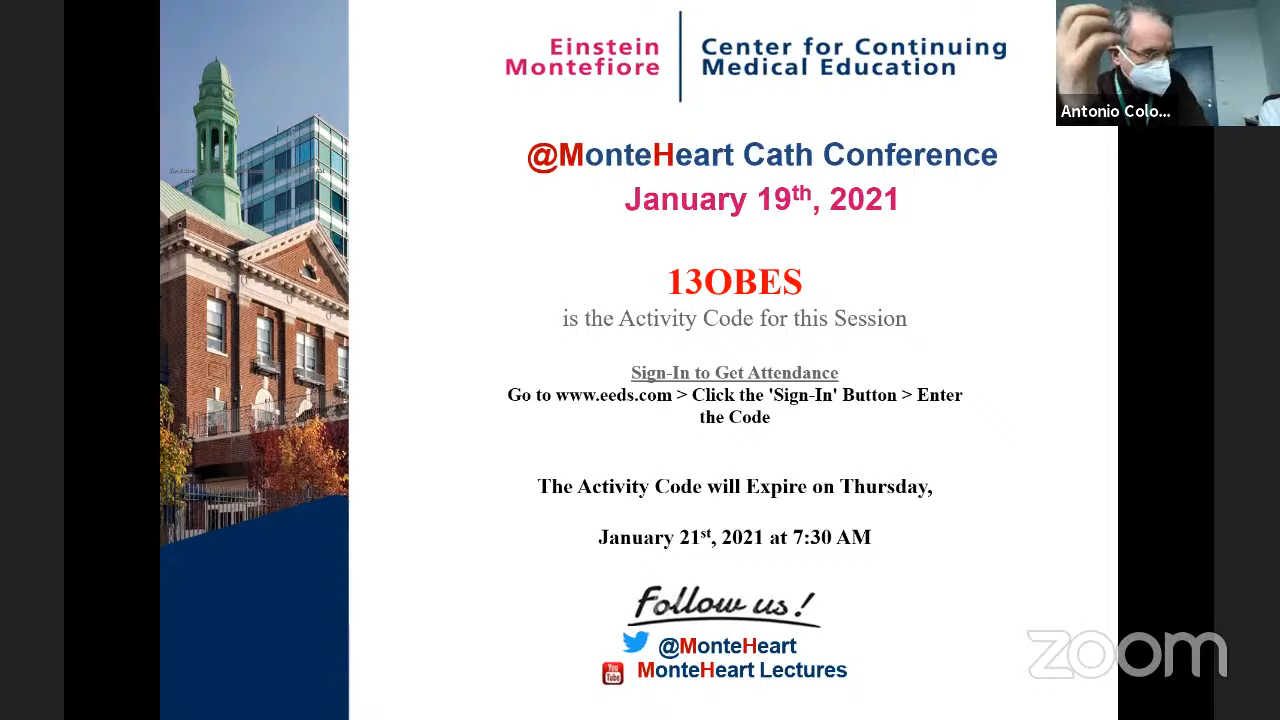 Einstein
Montefiore
Center for Continuing
Medical Education
Antonio Colo...
@MonteHeart Cath Conference
January 19th, 2021
13OBES
is the Activity Code for this Session
Sign-In to Get Attendance
Go to www.eeds.com > Click the 'Sign-In' Button > Enter
the Code
The Activity Code will Expire on Thursday,
January 21st, 2021 at 7:30 AM
Follow us!
@MonteHeart
You
Tube
MonteHeart Lectures
zoom